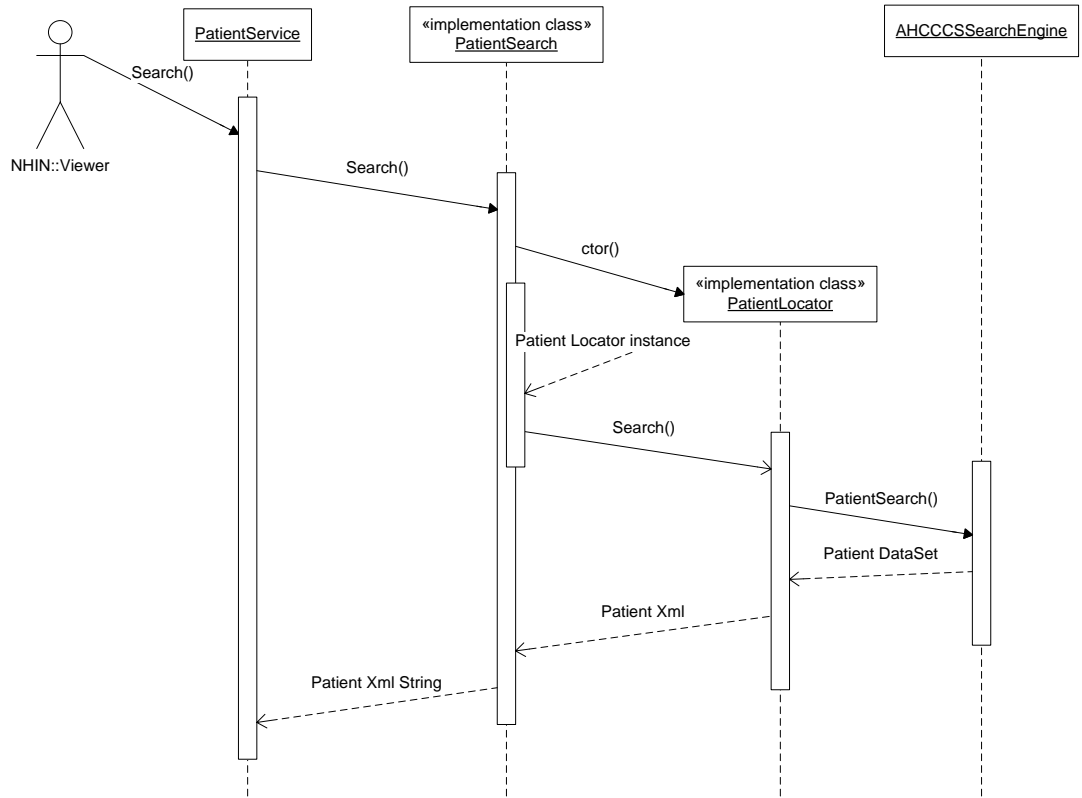 PatientService
«implementation class»
PatientSearch
AHCCCSSearchEngine
Search()
NHIN::Viewer
Search()
ctor()
«implementation class»
PatientLocator
Patient Locator instance
Search()
PatientSearch()
Patient DataSet
Patient Xml
Patient Xml String